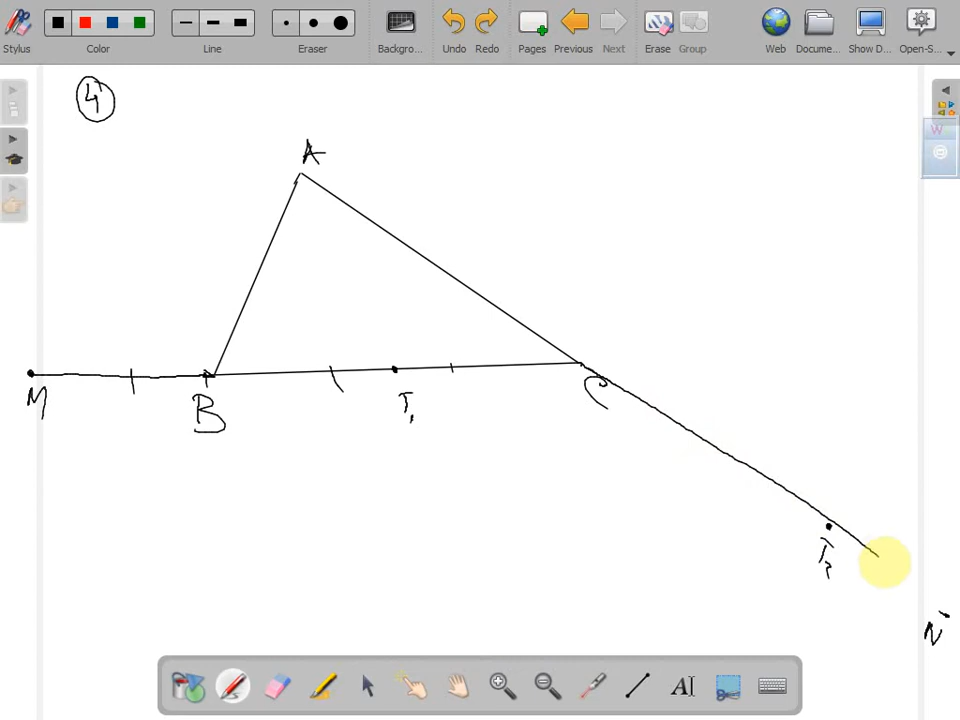 Stylus
Color
Line
Eraser
Backgro...
Undo
Redo
Pages
Previous
Next
Erase
Group
Web
Docume...
Show D...
Open-S...
W
4
A
M
B
T₁
C
T₂
N
AI